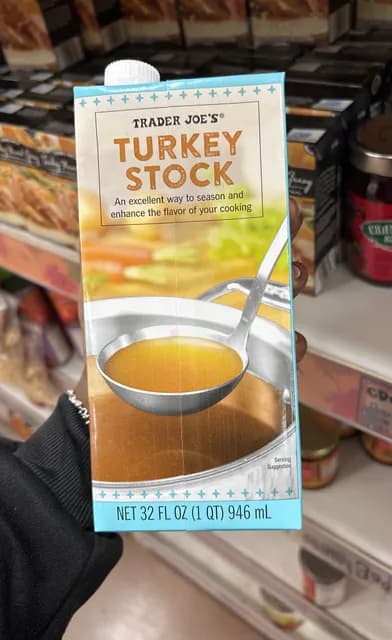 TRADER JOE'S®
TURKEY
STOCK
An excellent way to season and
enhance the flavor of your cooking
Serving
Suggestion
NET 32 FL OZ (1 QT) 946 mL